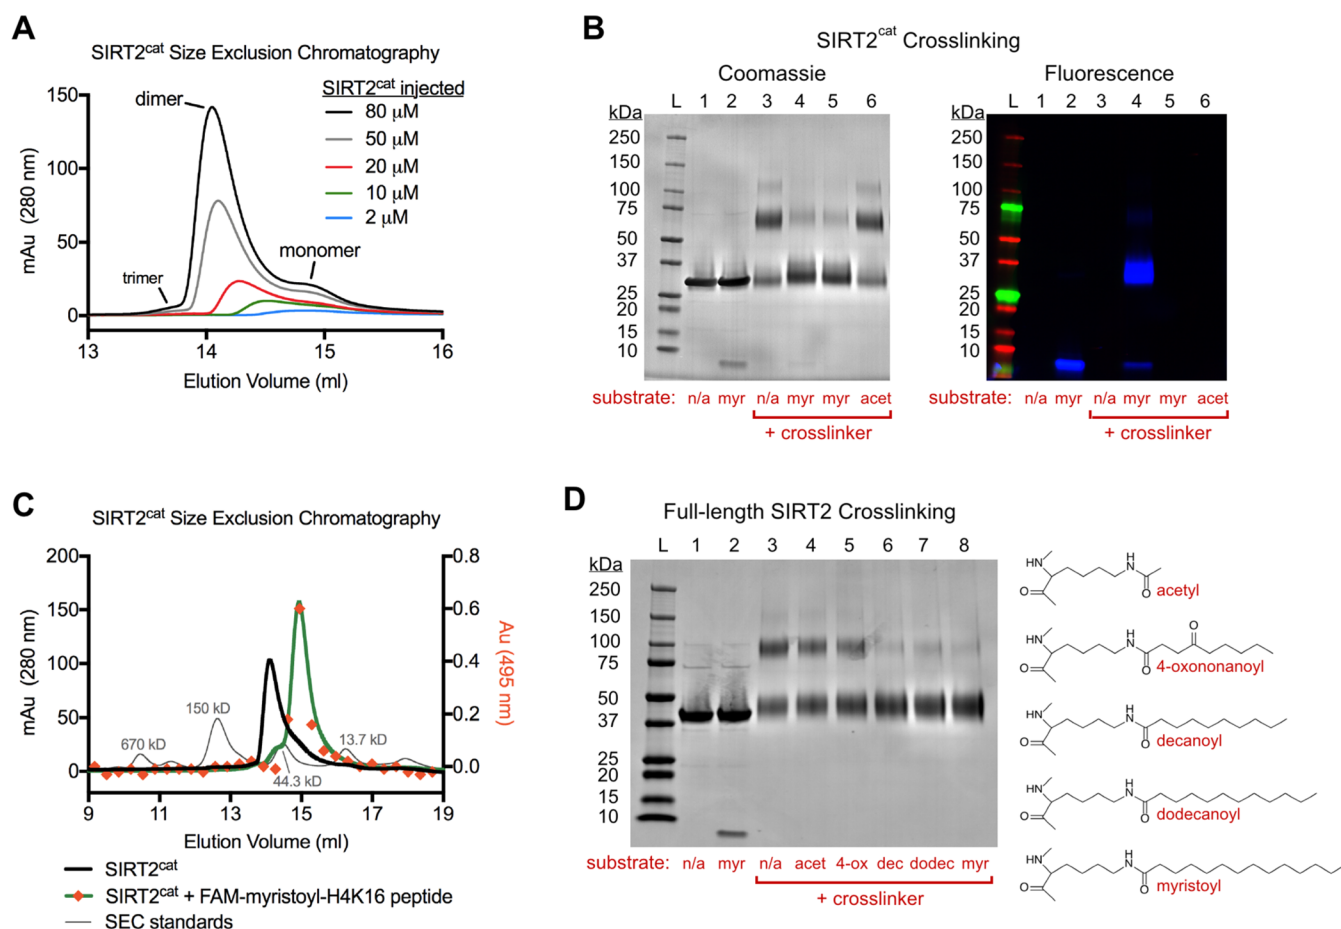 A
SIRT2cat Size Exclusion Chromatography
SIRT2cat injected
80 μM
50 μM
20 μM
10 μM
2 μM
dimer
trimer
monomer
150
100
50
0
mAu (280 nm)
13 14 15 16
Elution Volume (ml)
B
SIRT2cat Crosslinking
Coomassie
L 1 2 3 4 5 6
kDa
250
150
100
75
50
37
25
20
15
10
substrate: n/a myr n/a myr myr acet
+ crosslinker
Fluorescence
L 1 2 3 4 5 6
kDa
250
150
100
75
50
37
25
20
15
10
substrate: n/a myr n/a myr myr acet
+ crosslinker
C
SIRT2cat Size Exclusion Chromatography
200
150
100
50
0
mAu (280 nm)
0.8
0.6
0.4
0.2
0.0
Au (495 nm)
670 kD
150 kD
44.3 kD
13.7 kD
9 11 13 15 17 19
Elution Volume (ml)
SIRT2cat
SIRT2cat + FAM-myristoyl-H4K16 peptide
SEC standards
D
Full-length SIRT2 Crosslinking
L 1 2 3 4 5 6 7 8
kDa
250
150
100
75
50
37
25
20
15
10
substrate: n/a myr n/a acet 4-ox dec dodec myr
+ crosslinker
HN
H
N
O
O
acetyl
HN
H
N
O
O
O
4-oxononanoyl
HN
H
N
O
O
decanoyl
HN
H
N
O
O
dodecanoyl
HN
H
N
O
O
myristoyl